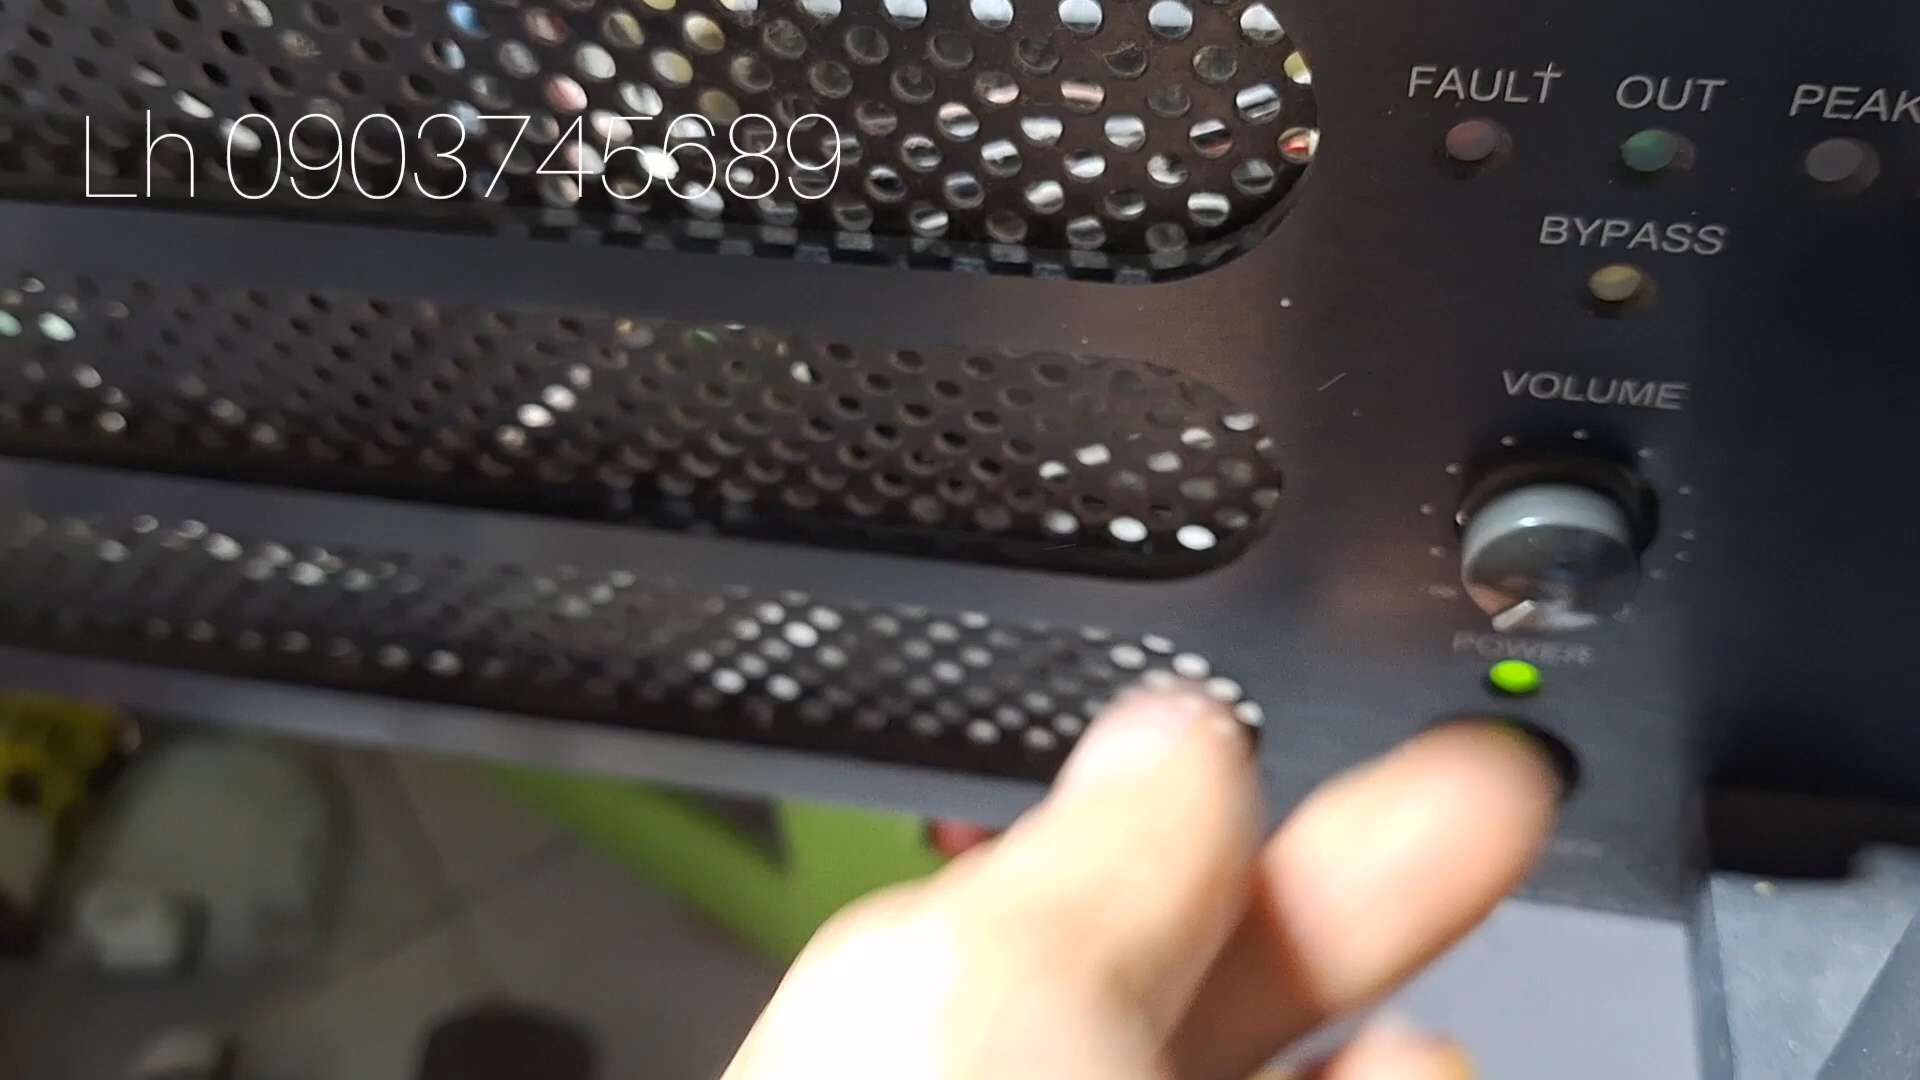 Lh 0903745689
FAULT OUT PEAK
BYPASS
VOLUME
POWER